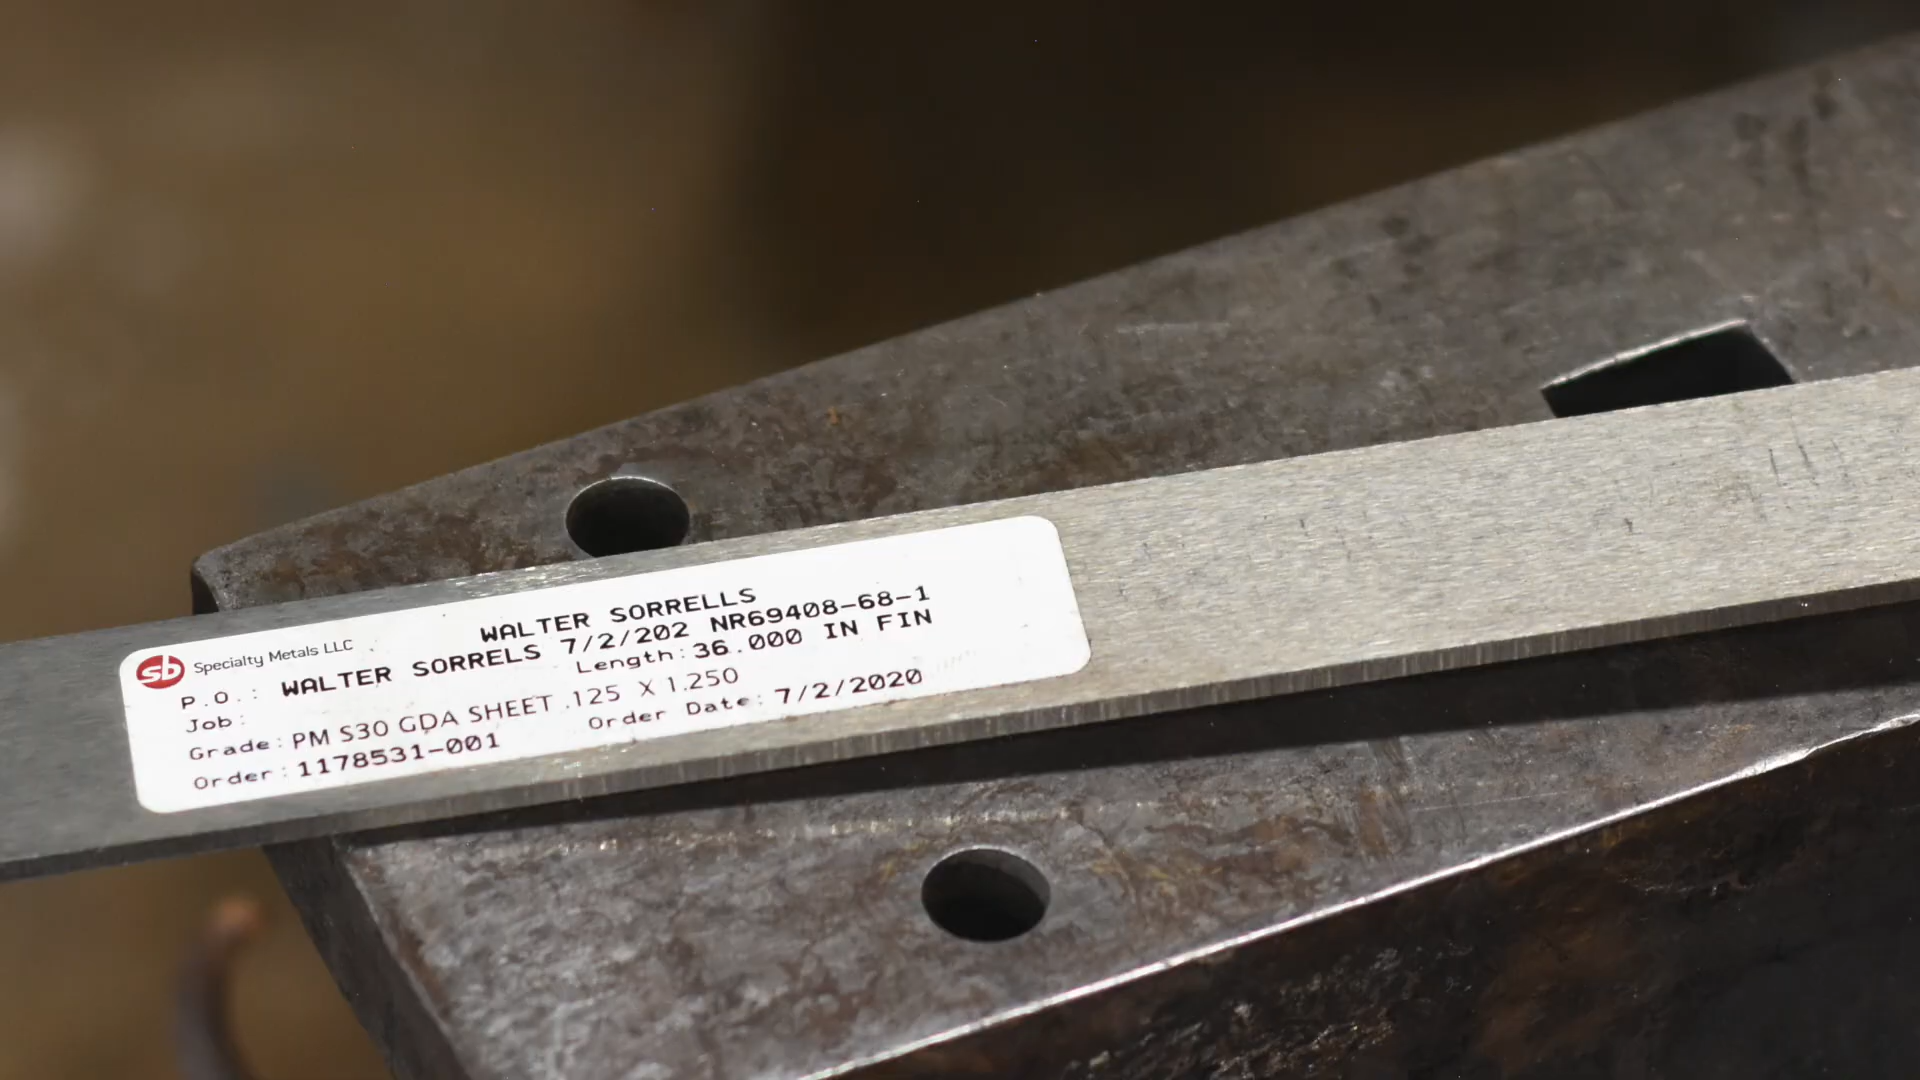 WALTER SORRELLS
sb Specialty Metals LLC
P.O.: WALTER SORRELS 7/2/202 NR69408-68-1
Job: Length: 36.000 IN FIN
Grade: PM S30 GDA SHEET .125 X 1.250
Order: 1178531-001 Order Date: 7/2/2020